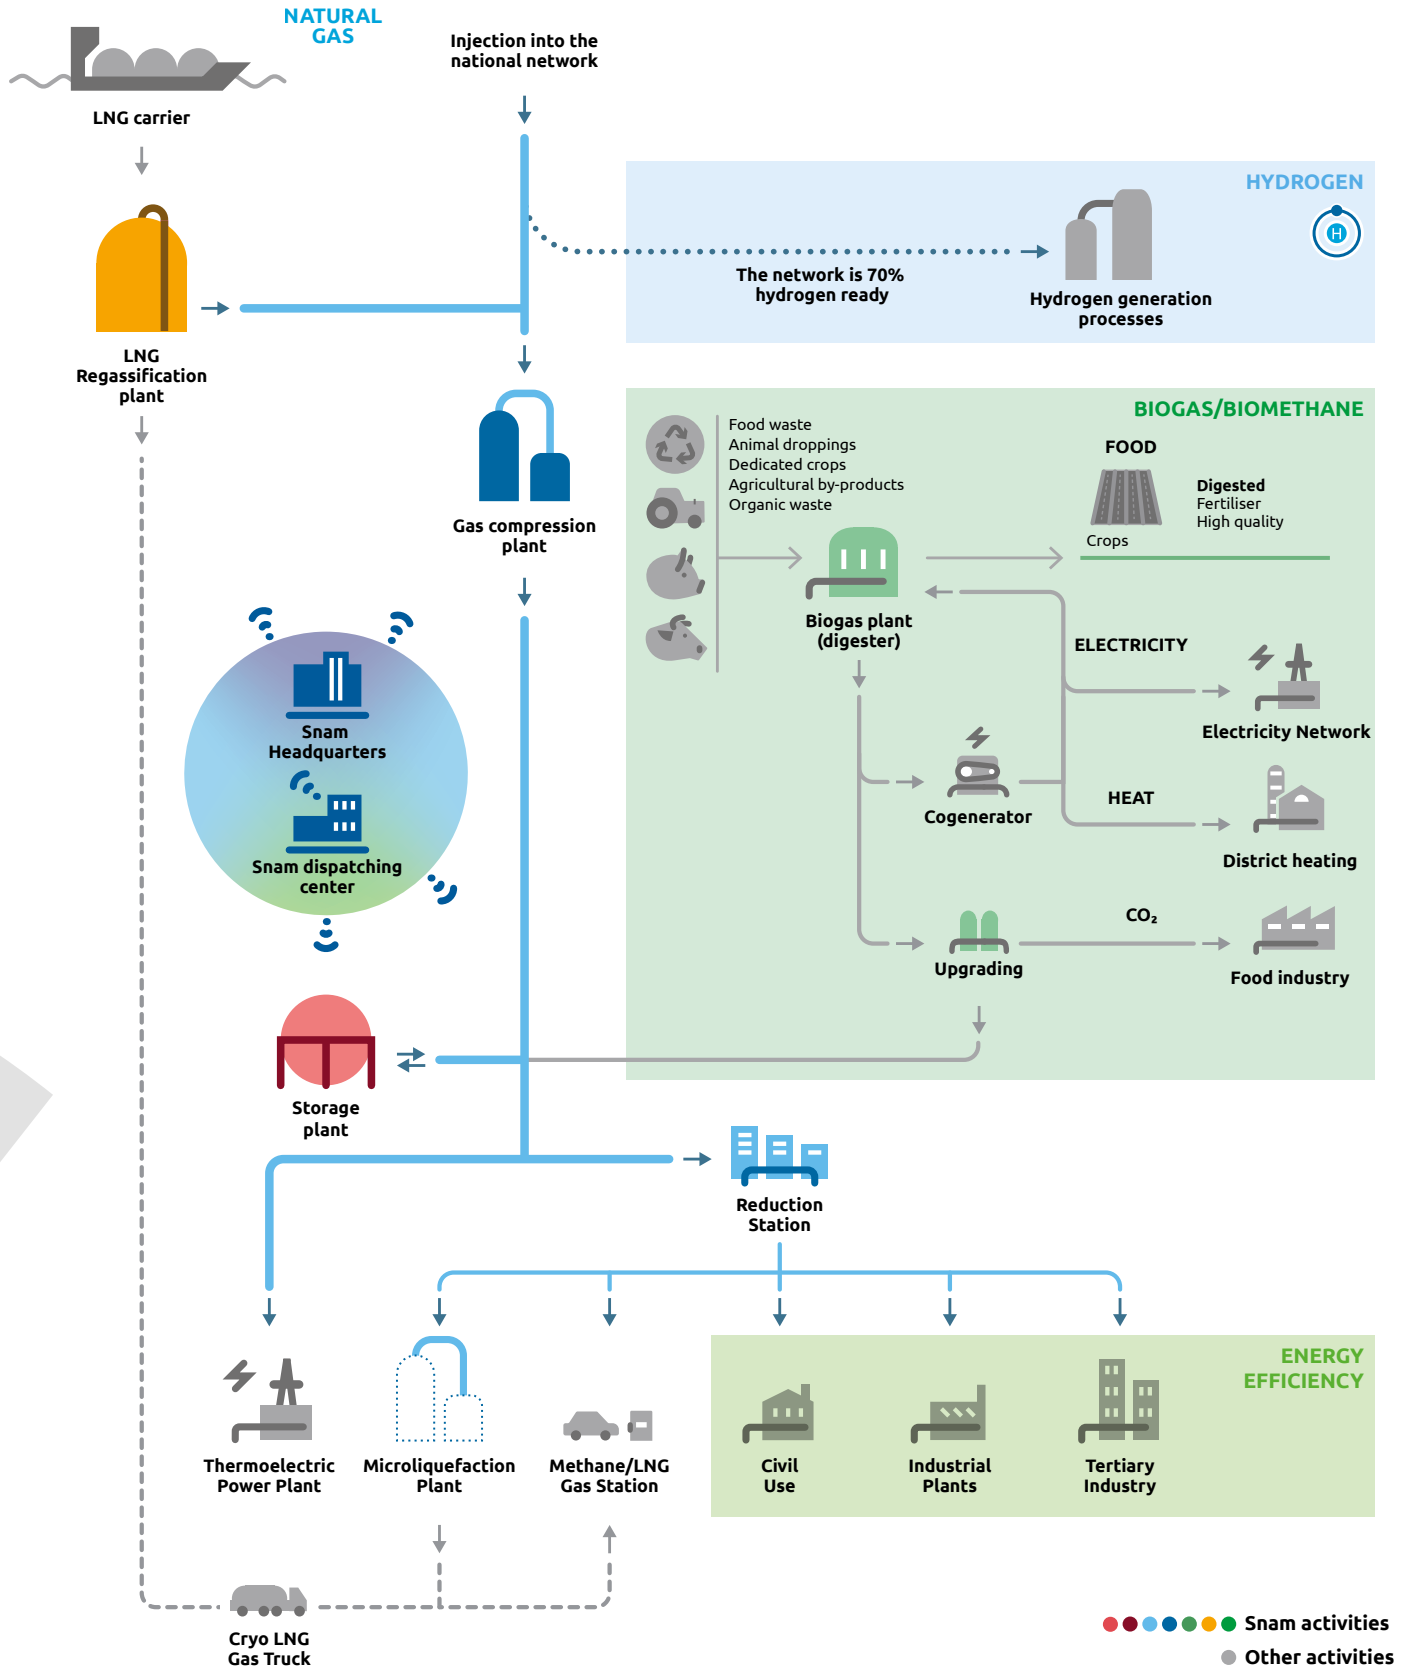 NATURAL
GAS
Injection into the
national network
LNG carrier
HYDROGEN
H
The network is 70%
hydrogen ready
Hydrogen generation
processes
LNG
Regassification
plant
Gas compression
plant
BIOGAS/BIOMETHANE
Food waste
Animal droppings
Dedicated crops
Agricultural by-products
Organic waste
FOOD
Digested
Fertiliser
High quality
Crops
Biogas plant
(digester)
ELECTRICITY
Electricity Network
Cogenerator
HEAT
District heating
CO₂
Upgrading
Food industry
Snam
Headquarters
Snam dispatching
center
Storage
plant
Reduction
Station
ENERGY
EFFICIENCY
Thermoelectric
Power Plant
Microliquefaction
Plant
Methane/LNG
Gas Station
Civil
Use
Industrial
Plants
Tertiary
Industry
Cryo LNG
Gas Truck
Snam activities
Other activities